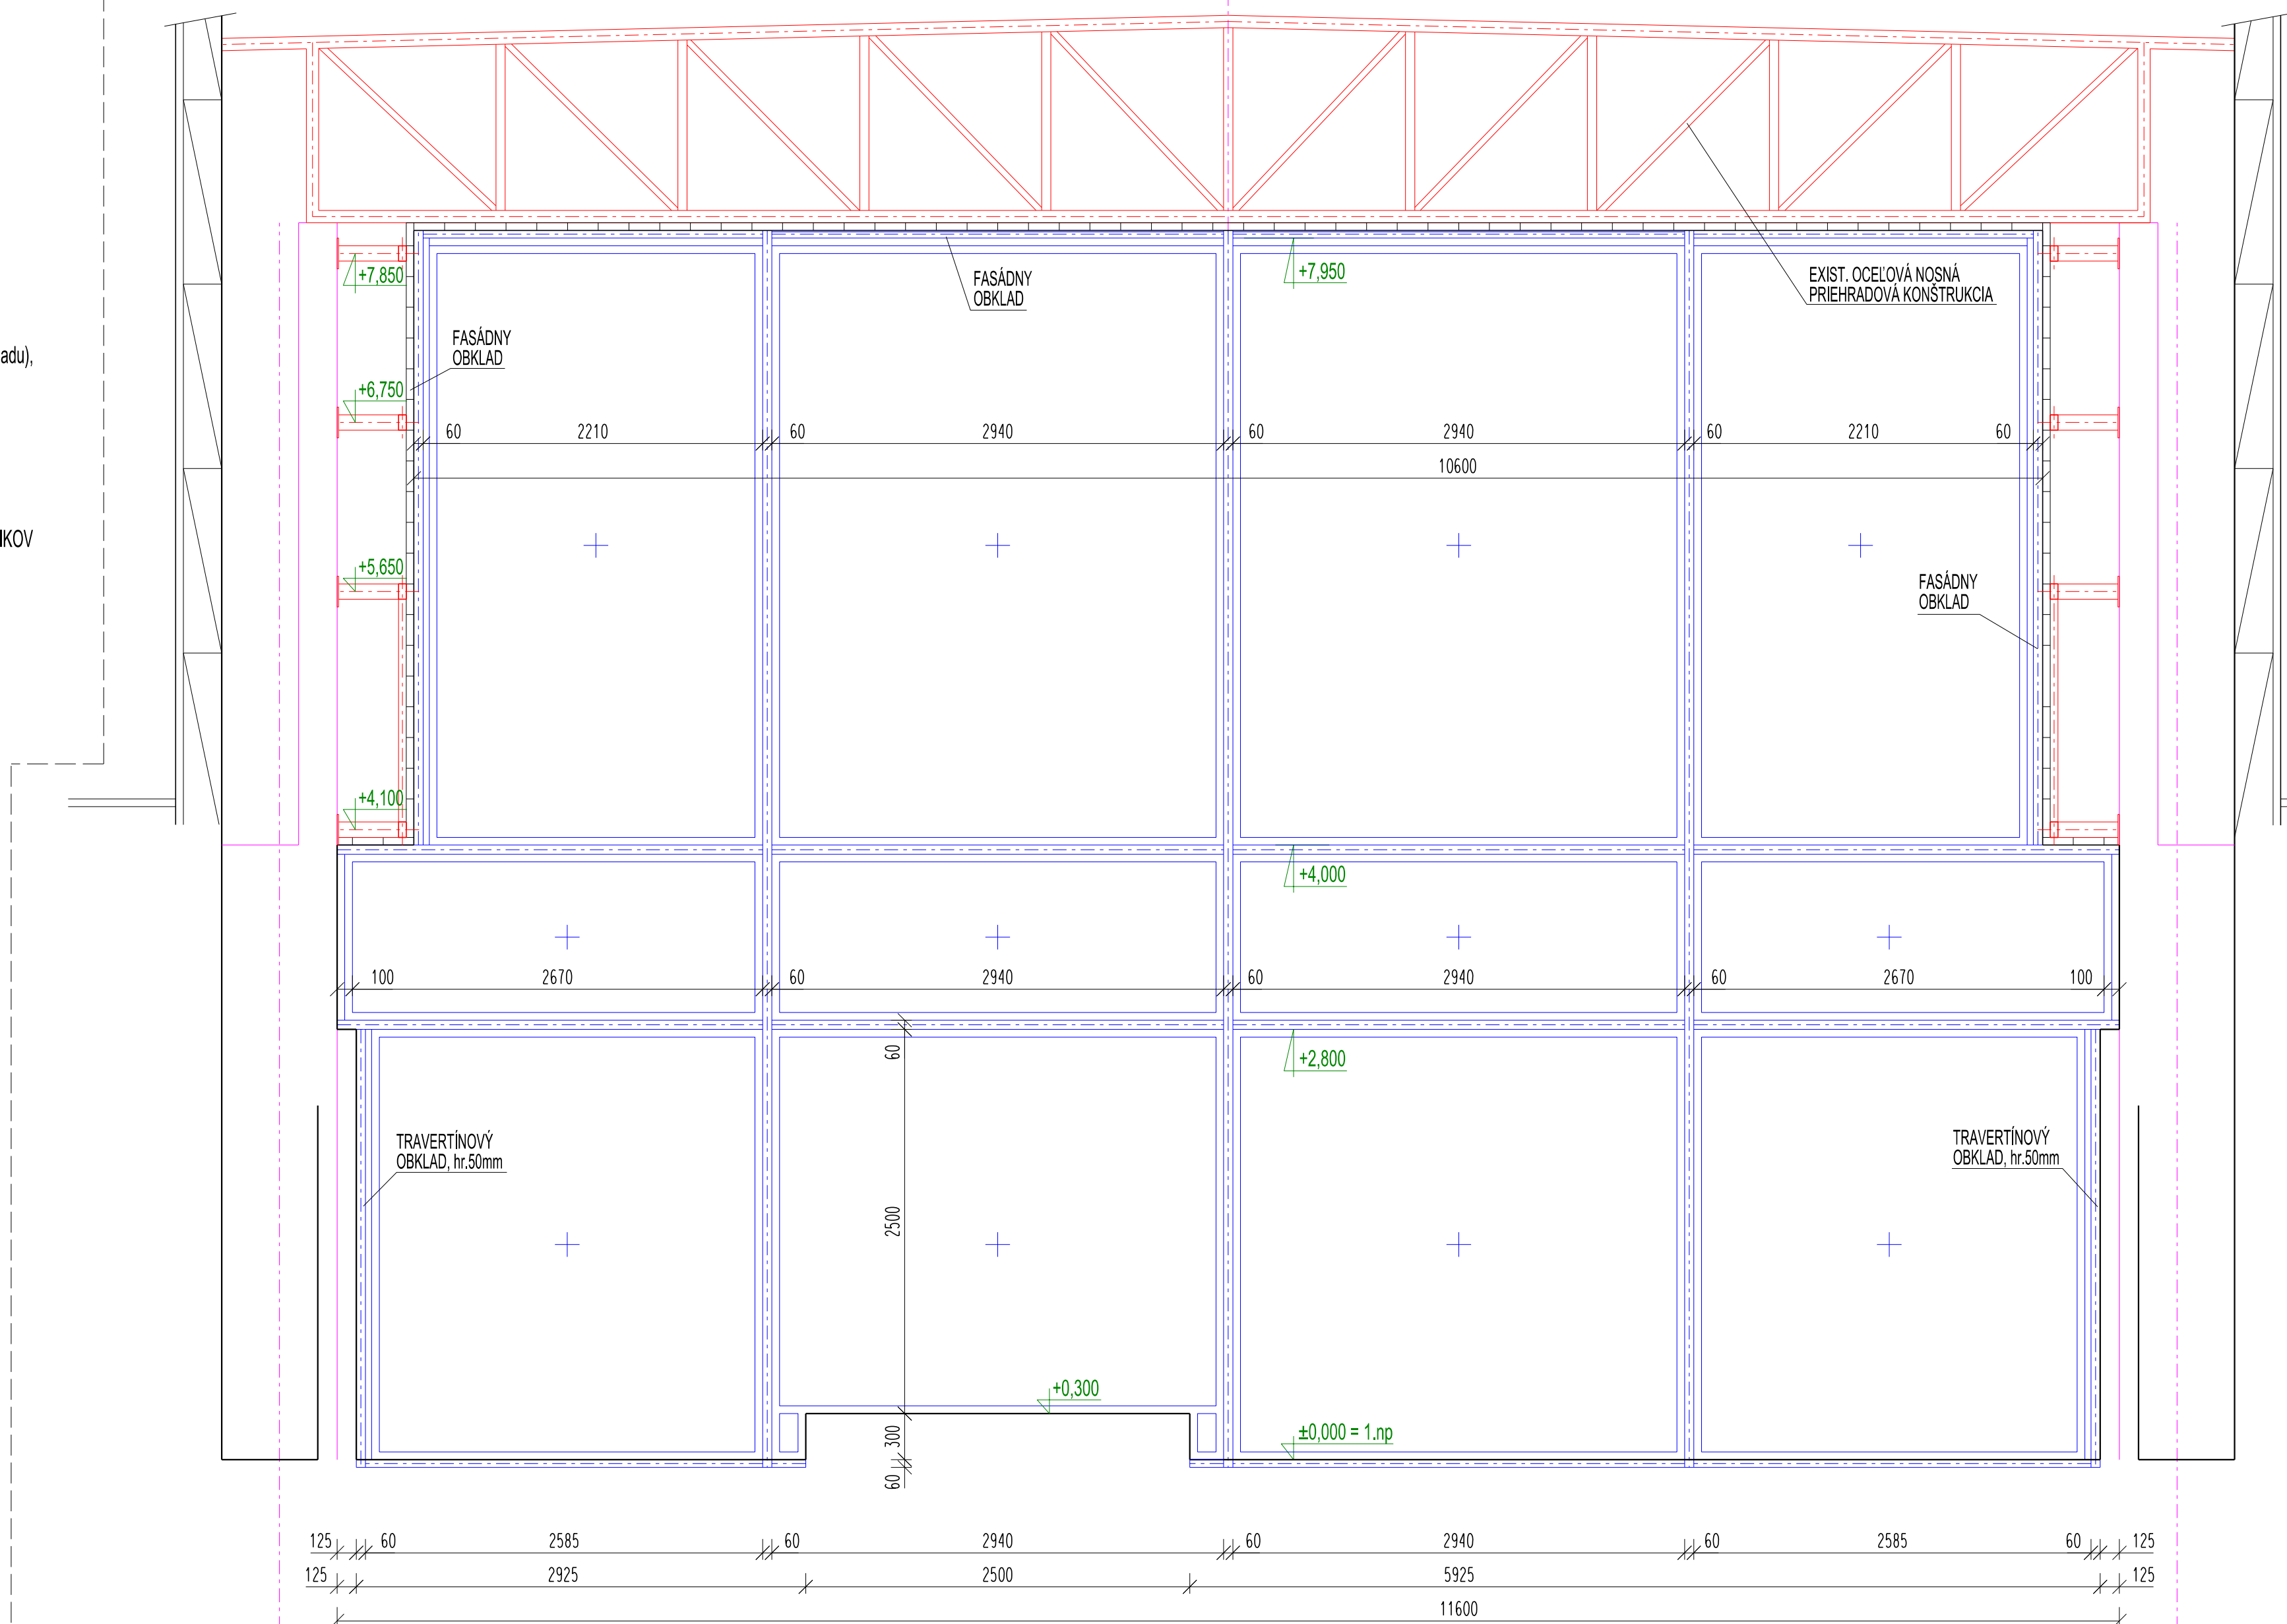 +7,850
FASÁDNY
OBKLAD
+7,950
EXIST. OCEĽOVÁ NOSNÁ
PRIEHRADOVÁ KONŠTRUKCIA
FASÁDNY
OBKLAD
adu),
+6,750
60 2210 60 2940 60 2940 60 2210 60
10600
IKOV
+5,650
FASÁDNY
OBKLAD
+4,100
+4,000
100 2670 60 2940 60 2940 60 2670 100
60
+2,800
TRAVERTÍNOVÝ
OBKLAD, hr.50mm
TRAVERTÍNOVÝ
OBKLAD, hr.50mm
2500
+0,300
300
±0,000 = 1.np
60
125 60 2585 60 2940 60 2940 60 2585 60 125
125 2925 2500 5925 125
11600